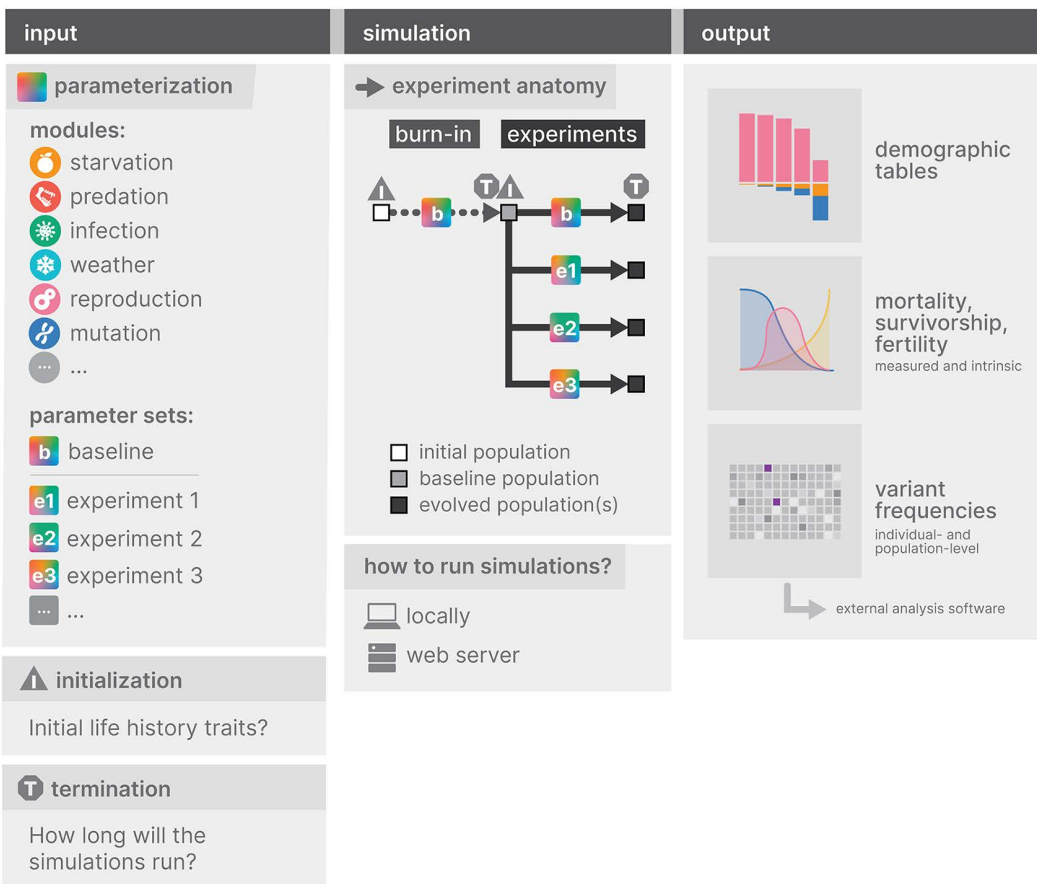 input
parameterization
modules:
starvation
predation
infection
weather
reproduction
mutation
... ...
parameter sets:
b baseline
e1 experiment 1
e2 experiment 2
e3 experiment 3
... ...
I initialization
Initial life history traits?
T termination
How long will the
simulations run?
simulation
experiment anatomy
burn-in experiments
I T I T
b b
e1
e2
e3
initial population
baseline population
evolved population(s)
how to run simulations?
locally
web server
output
demographic
tables
mortality,
survivorship,
fertility
measured and intrinsic
variant
frequencies
individual- and
population-level
external analysis software